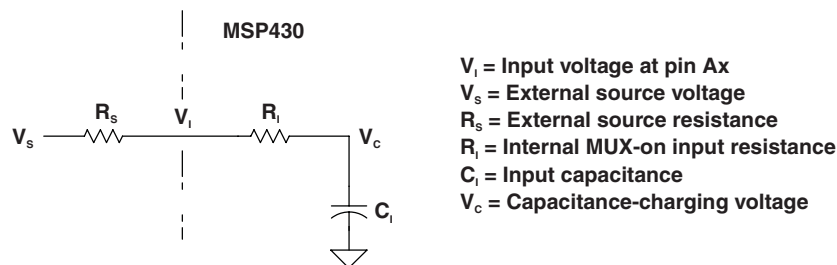 MSP430
V_S
R_S
V_I
R_I
V_C
C_I
V_I = Input voltage at pin Ax
V_S = External source voltage
R_S = External source resistance
R_I = Internal MUX-on input resistance
C_I = Input capacitance
V_C = Capacitance-charging voltage